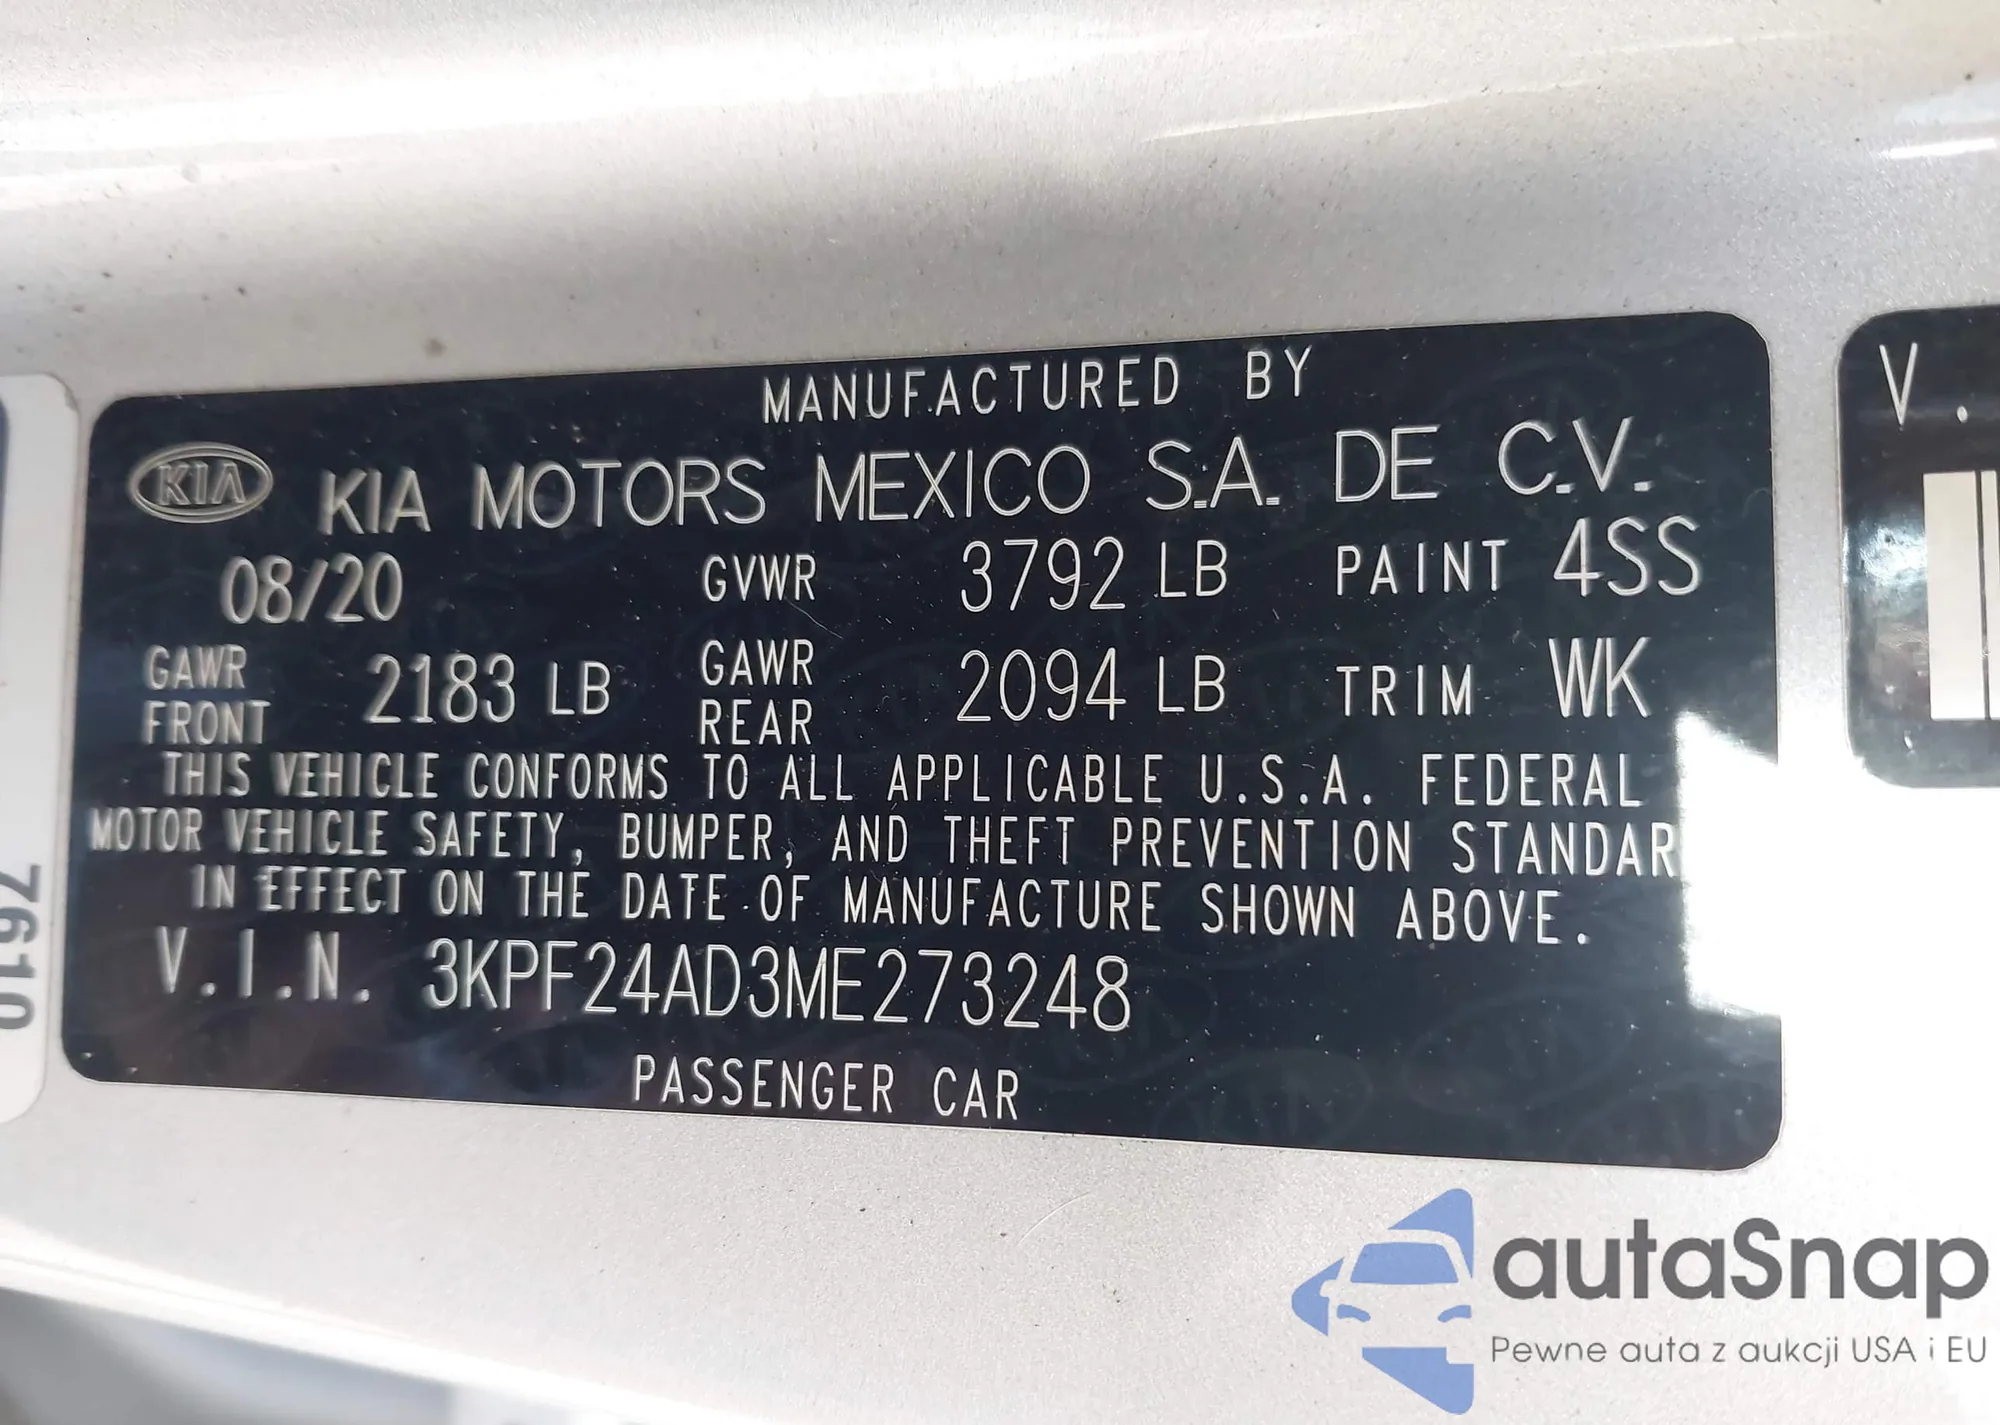 MANUFACTURED BY
KIA KIA MOTORS MEXICO S.A. DE C.V.
08/20 GVWR 3792 LB PAINT 4SS
GAWR FRONT 2183 LB GAWR REAR 2094 LB TRIM WK
THIS VEHICLE CONFORMS TO ALL APPLICABLE U.S.A. FEDERAL
MOTOR VEHICLE SAFETY, BUMPER, AND THEFT PREVENTION STANDAR
IN EFFECT ON THE DATE OF MANUFACTURE SHOWN ABOVE.
V.I.N. 3KPF24AD3ME273248
PASSENGER CAR
V.
7610
autaSnap
Pewne auta z aukcji USA i EU